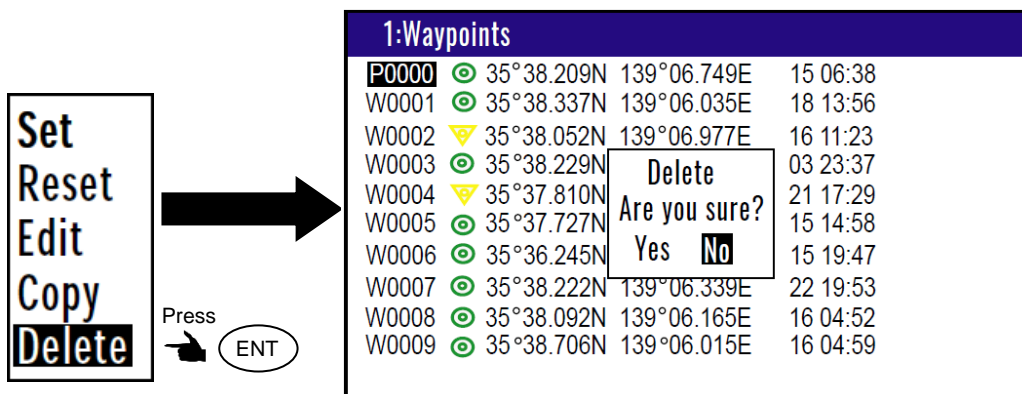 Set
Reset
Edit
Copy
Delete
Press
ENT
1:Waypoints
P0000 35°38.209N 139°06.749E 15 06:38
W0001 35°38.337N 139°06.035E 18 13:56
W0002 35°38.052N 139°06.977E 16 11:23
W0003 35°38.229N 03 23:37
W0004 35°37.810N 21 17:29
W0005 35°37.727N 15 14:58
W0006 35°36.245N 15 19:47
W0007 35°38.222N 139°06.339E 22 19:53
W0008 35°38.092N 139°06.165E 16 04:52
W0009 35°38.706N 139°06.015E 16 04:59
Delete
Are you sure?
Yes No